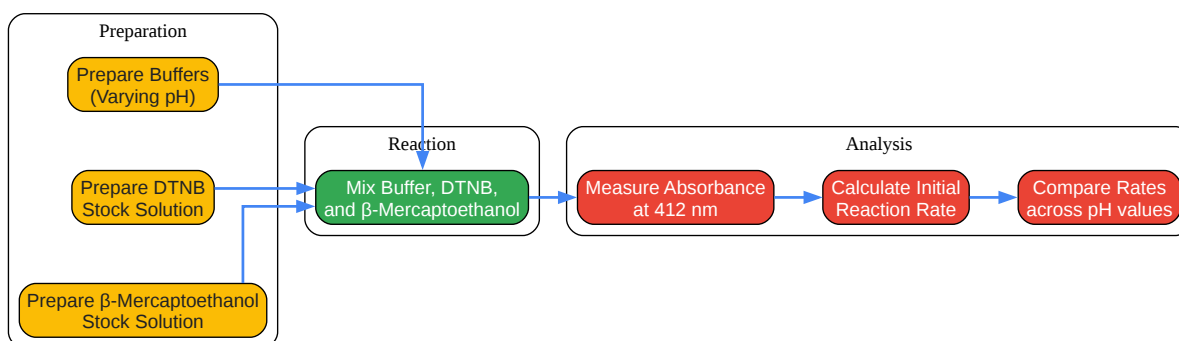 Preparation
Prepare Buffers
(Varying pH)
Prepare DTNB
Stock Solution
Prepare β-Mercaptoethanol
Stock Solution
Reaction
Mix Buffer, DTNB,
and β-Mercaptoethanol
Analysis
Measure Absorbance
at 412 nm
Calculate Initial
Reaction Rate
Compare Rates
across pH values